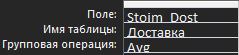 Поле: Stoim_Dost
Имя таблицы: Доставка
Групповая операция: Avg